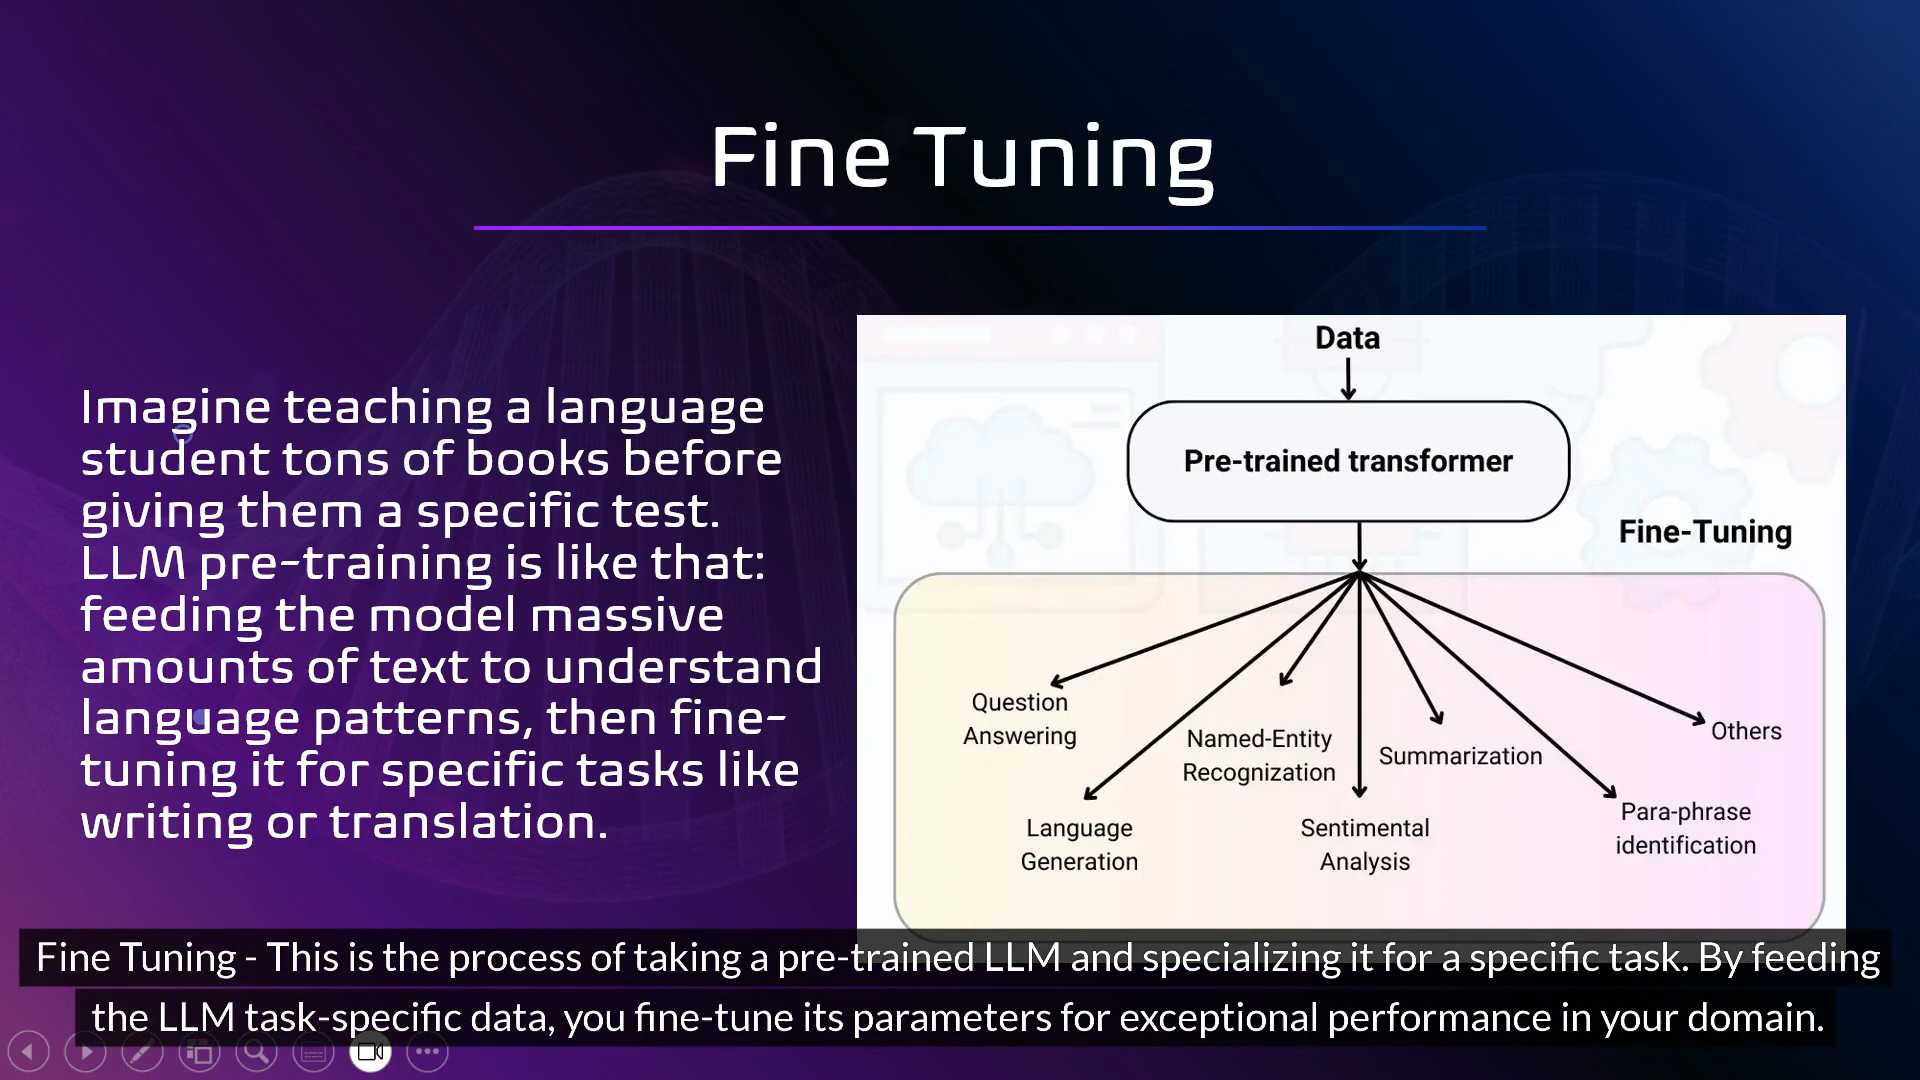 Fine Tuning
Imagine teaching a language
student tons of books before
giving them a specific test.
LLM pre-training is like that:
feeding the model massive
amounts of text to understand
language patterns, then fine-
tuning it for specific tasks like
writing or translation.
Data
Pre-trained transformer
Fine-Tuning
Question
Answering
Named-Entity
Recognization
Summarization
Others
Language
Generation
Sentimental
Analysis
Para-phrase
identification
Fine Tuning - This is the process of taking a pre-trained LLM and specializing it for a specific task. By feeding
the LLM task-specific data, you fine-tune its parameters for exceptional performance in your domain.